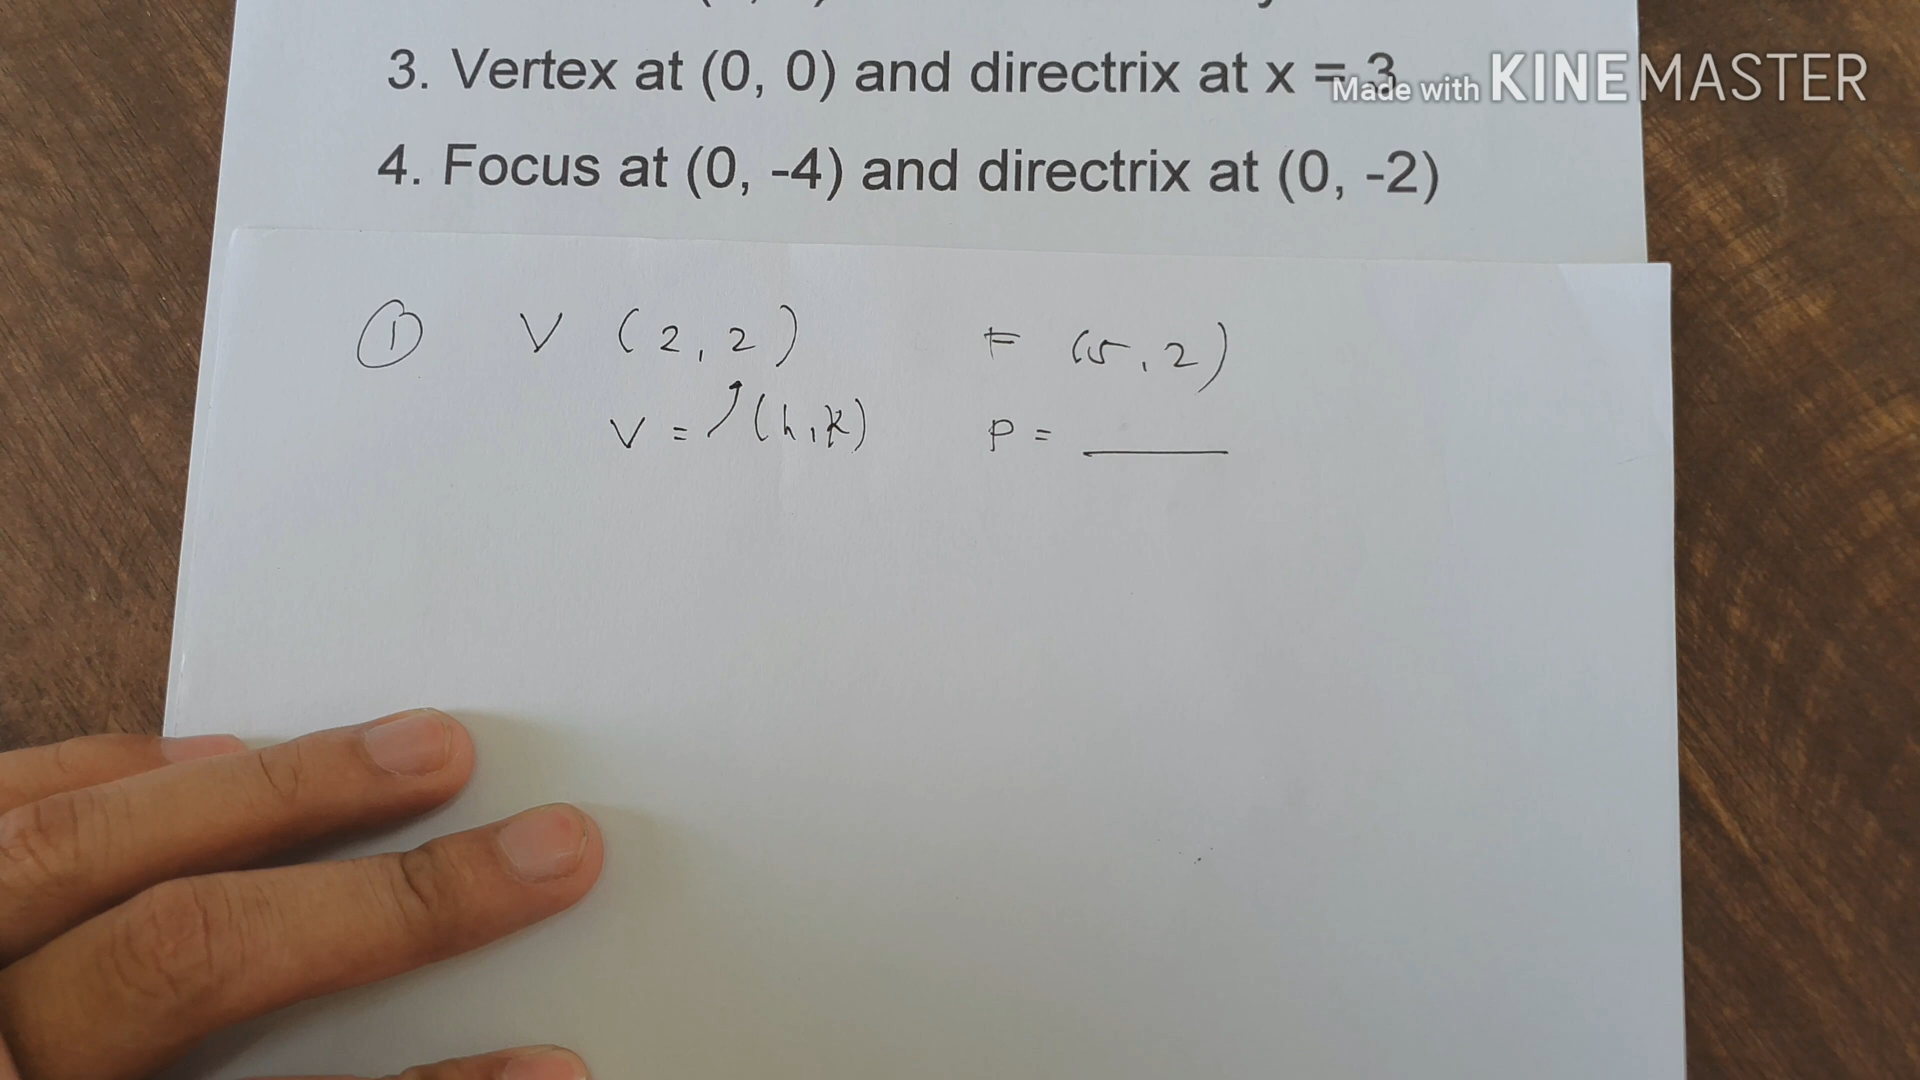 3. Vertex at (0, 0) and directrix at x = 3
Made with KINEMASTER
4. Focus at (0, -4) and directrix at (0, -2)
① V (2, 2) F (5, 2)
V = (h, k) P = ______